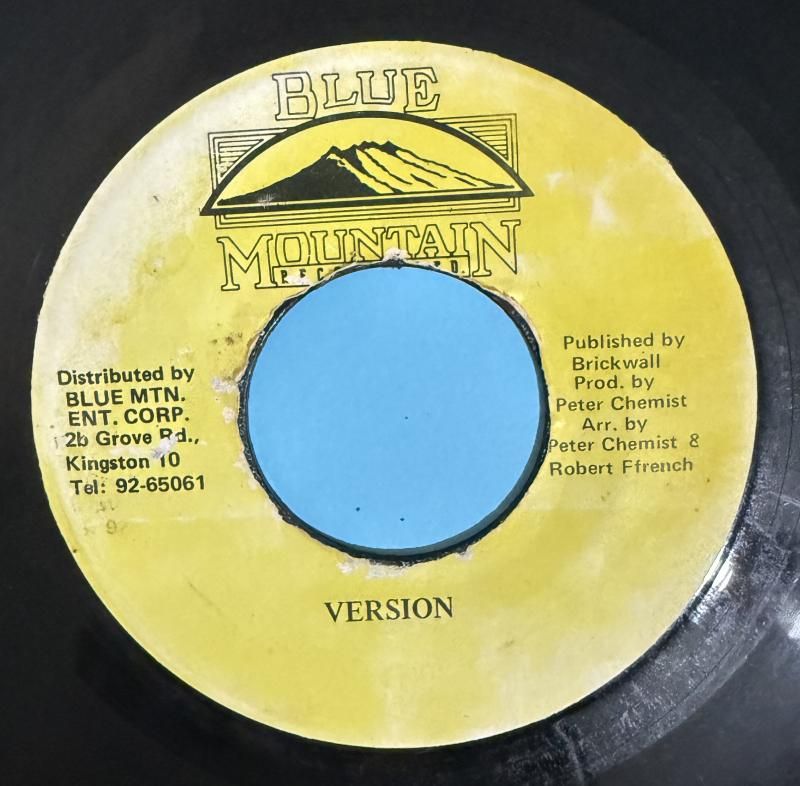 BLUE
MOUNTAIN
Distributed by
BLUE MTN.
ENT. CORP.
2b Grove Rd.,
Kingston 10
Tel: 92-65061
Published by
Brickwall
Prod. by
Peter Chemist
Arr. by
Peter Chemist &
Robert Ffrench
VERSION